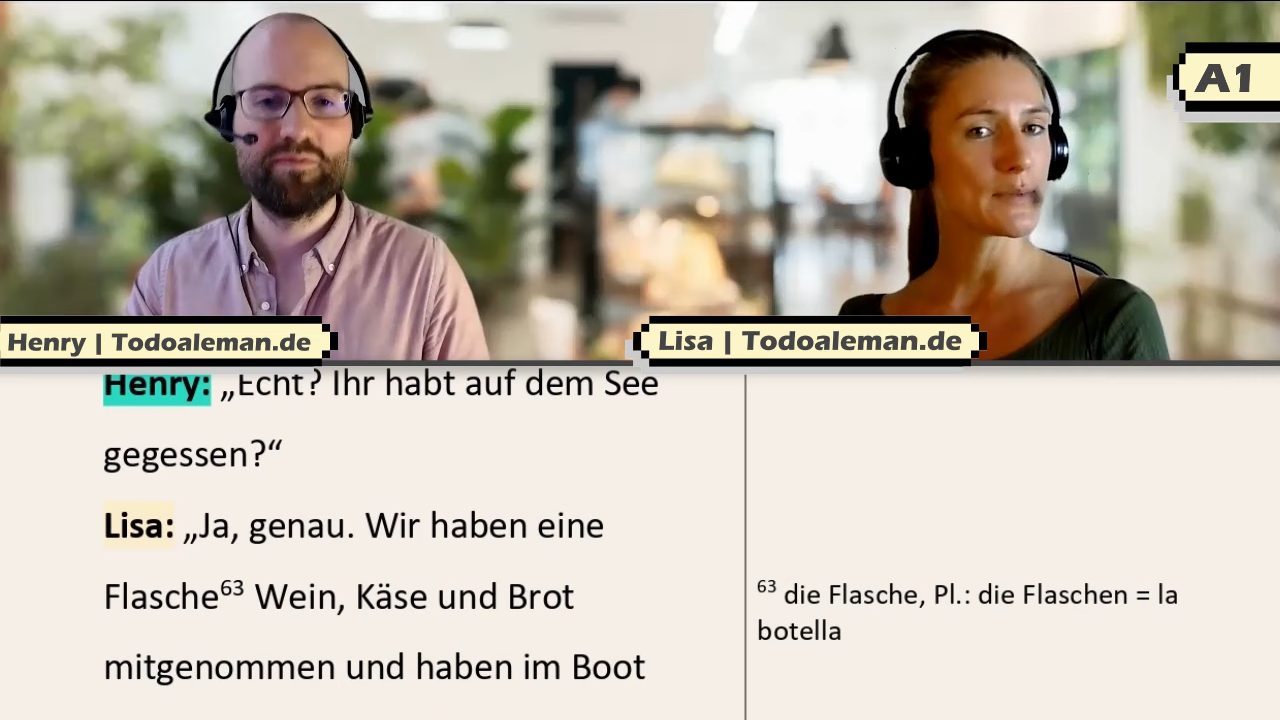 A1
Henry | Todoaleman.de
Lisa | Todoaleman.de
Henry: „Echt? Ihr habt auf dem See
gegessen?“
Lisa: „Ja, genau. Wir haben eine
Flasche⁶³ Wein, Käse und Brot
mitgenommen und haben im Boot
⁶³ die Flasche, Pl.: die Flaschen = la
botella